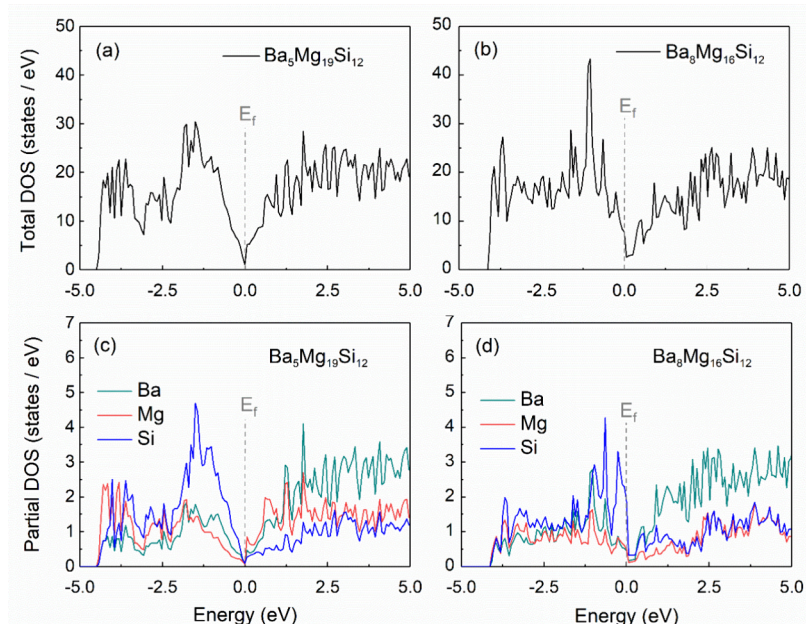 (a)
Ba₅Mg₁₉Si₁₂
E_f
Total DOS (states / eV)
50
40
30
20
10
0
-5.0 -2.5 0.0 2.5 5.0
(b)
Ba₈Mg₁₆Si₁₂
E_f
50
40
30
20
10
0
-5.0 -2.5 0.0 2.5 5.0
(c)
Ba₅Mg₁₉Si₁₂
Ba
Mg
Si
E_f
Partial DOS (states / eV)
7
6
5
4
3
2
1
0
-5.0 -2.5 0.0 2.5 5.0
Energy (eV)
(d)
Ba₈Mg₁₆Si₁₂
Ba
Mg
Si
E_f
7
6
5
4
3
2
1
0
-5.0 -2.5 0.0 2.5 5.0
Energy (eV)